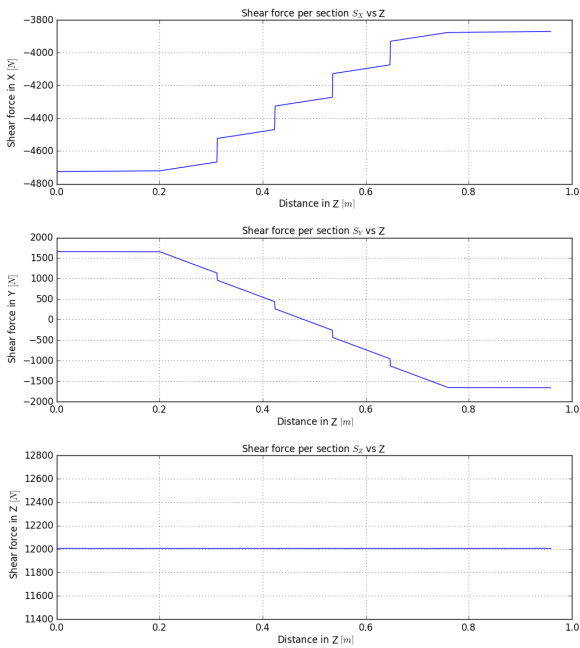 Shear force per section S_X vs Z
Shear force in X [N]
-3800
-4000
-4200
-4400
-4600
-4800
0.0 0.2 0.4 0.6 0.8 1.0
Distance in Z [m]
Shear force per section S_Y vs Z
Shear force in Y [N]
2000
1500
1000
500
0
-500
-1000
-1500
-2000
0.0 0.2 0.4 0.6 0.8 1.0
Distance in Z [m]
Shear force per section S_Z vs Z
Shear force in Z [N]
12800
12600
12400
12200
12000
11800
11600
11400
0.0 0.2 0.4 0.6 0.8 1.0
Distance in Z [m]